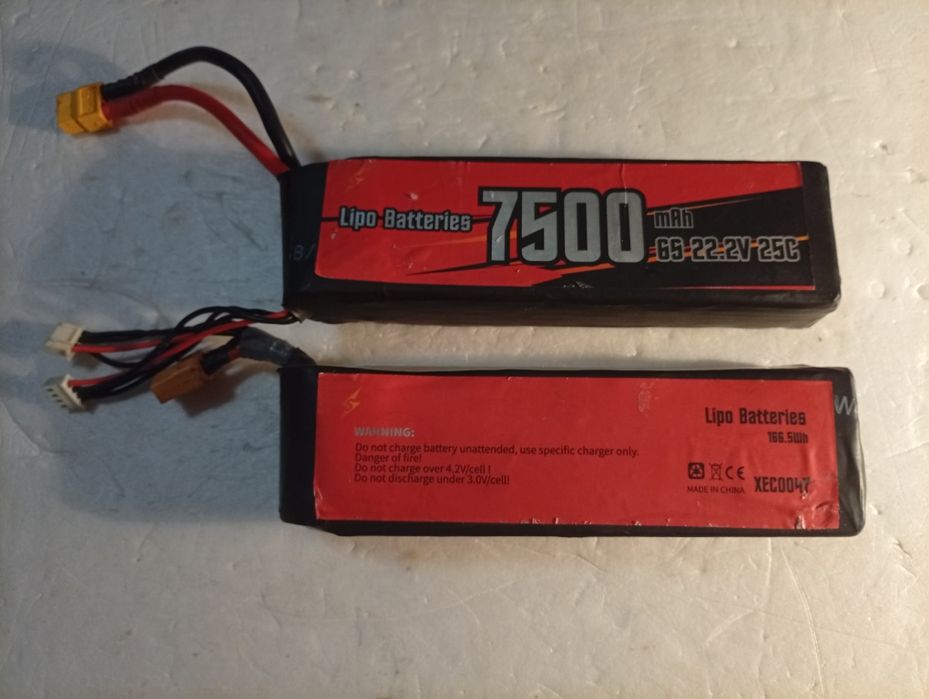 Lipo Batteries 7500 mAh
6S 22.2V 25C
Lipo Batteries
166.5Wh
WARNING:
Do not charge battery unattended, use specific charger only.
Danger of fire!
Do not charge over 4.2V/cell !
Do not discharge under 3.0V/cell!
CE
MADE IN CHINA XEC0047